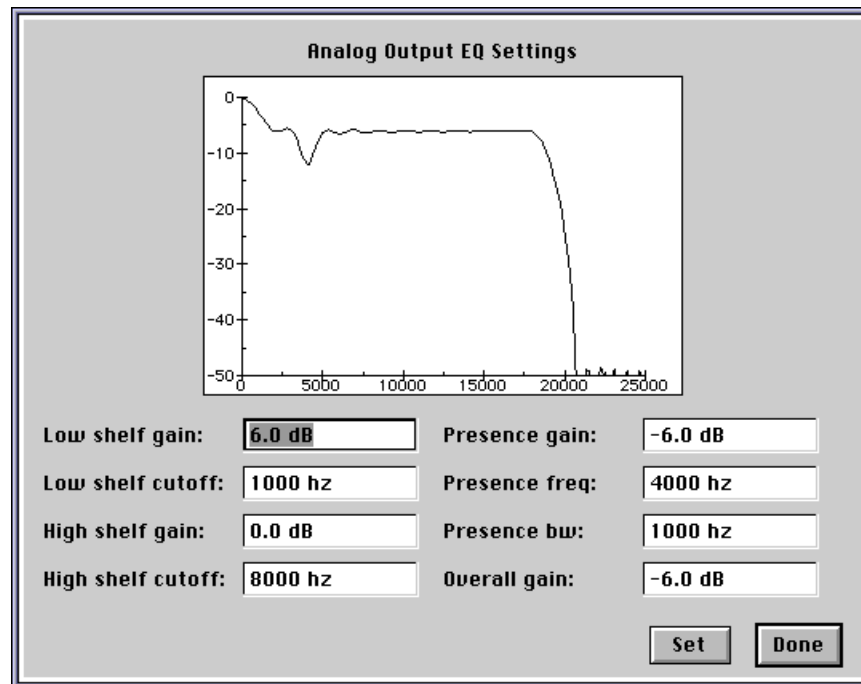 Analog Output EQ Settings
0
-10
-20
-30
-40
-50
0 5000 10000 15000 20000 25000
Low shelf gain: 6.0 dB Presence gain: -6.0 dB
Low shelf cutoff: 1000 hz Presence freq: 4000 hz
High shelf gain: 0.0 dB Presence bw: 1000 hz
High shelf cutoff: 8000 hz Overall gain: -6.0 dB
Set Done